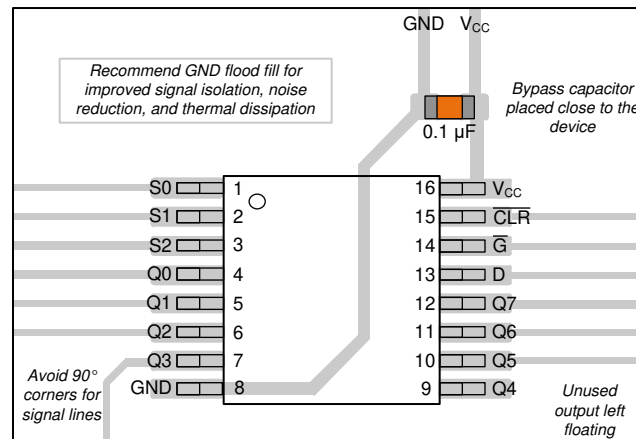 GND VCC
Recommend GND flood fill for
improved signal isolation, noise
reduction, and thermal dissipation
Bypass capacitor
placed close to the
device
0.1 µF
S0 1 16 VCC
S1 2 15 C̅L̅R̅
S2 3 14 G̅
Q0 4 13 D
Q1 5 12 Q7
Q2 6 11 Q6
Q3 7 10 Q5
GND 8 9 Q4
Avoid 90°
corners for
signal lines
Unused
output left
floating